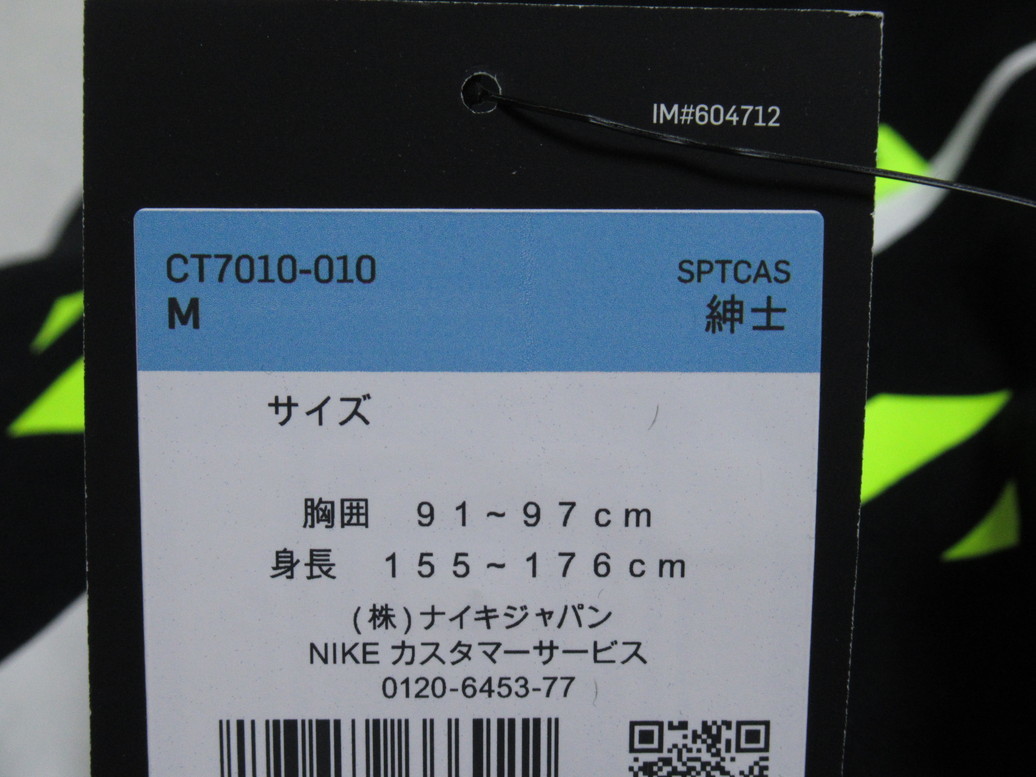 IM#604712
CT7010-010 SPTCAS
M 紳士
サイズ
胸囲 91~97cm
身長 155~176cm
(株)ナイキジャパン
NIKE カスタマーサービス
0120-6453-77